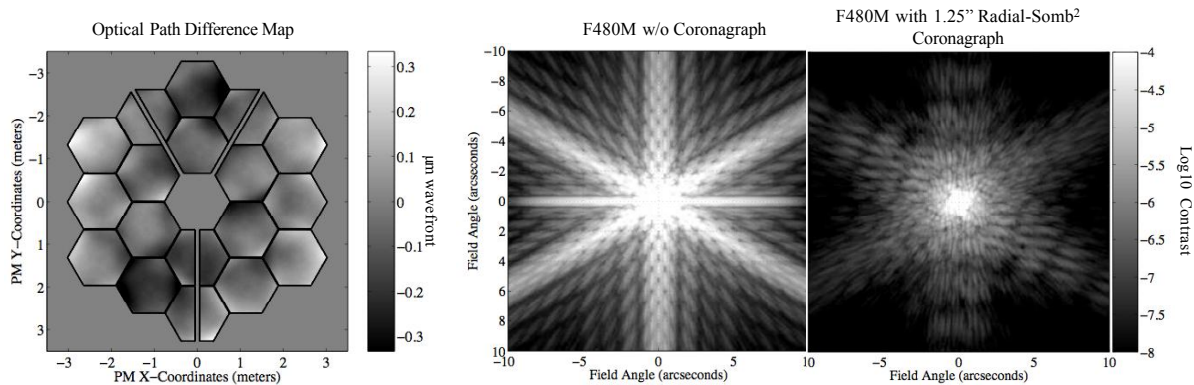 Optical Path Difference Map
−3
−2
−1
0
1
2
3
PM Y−Coordinates (meters)
−3 −2 −1 0 1 2 3
PM X−Coordinates (meters)
0.3
0.2
0.1
0
−0.1
−0.2
−0.3
µm wavefront
F480M w/o Coronagraph
−10
−8
−6
−4
−2
0
2
4
6
8
10
Field Angle (arcseconds)
−10 −5 0 5
Field Angle (arcseconds)
F480M with 1.25” Radial-Somb²
Coronagraph
−10 −5 0 5 10
Field Angle (arcseconds)
−4
−4.5
−5
−5.5
−6
−6.5
−7
−7.5
−8
Log10 Contrast